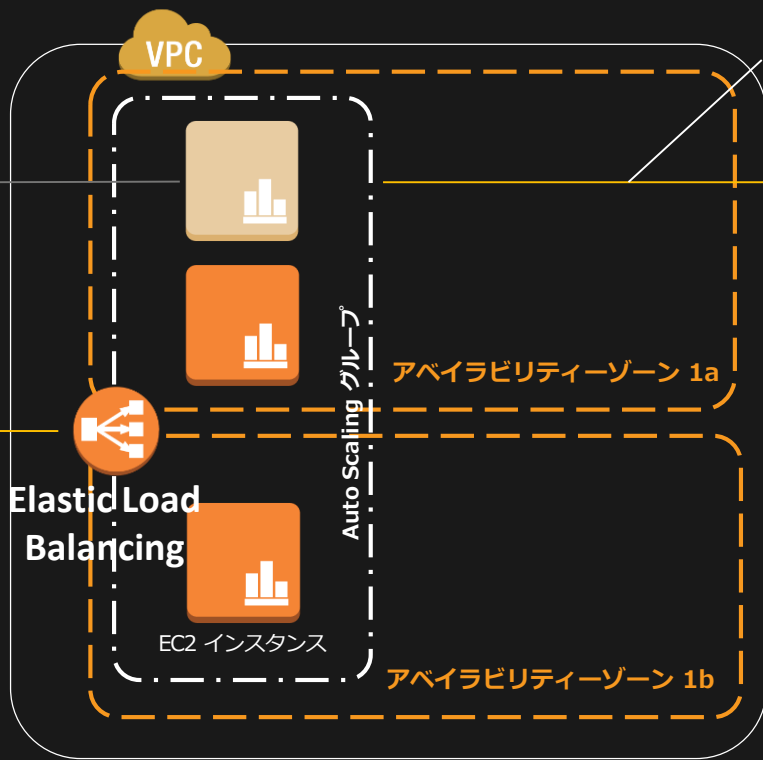 VPC
Auto Scaling グループ
アベイラビリティーゾーン 1a
Elastic Load
Balancing
EC2 インスタンス
アベイラビリティーゾーン 1b